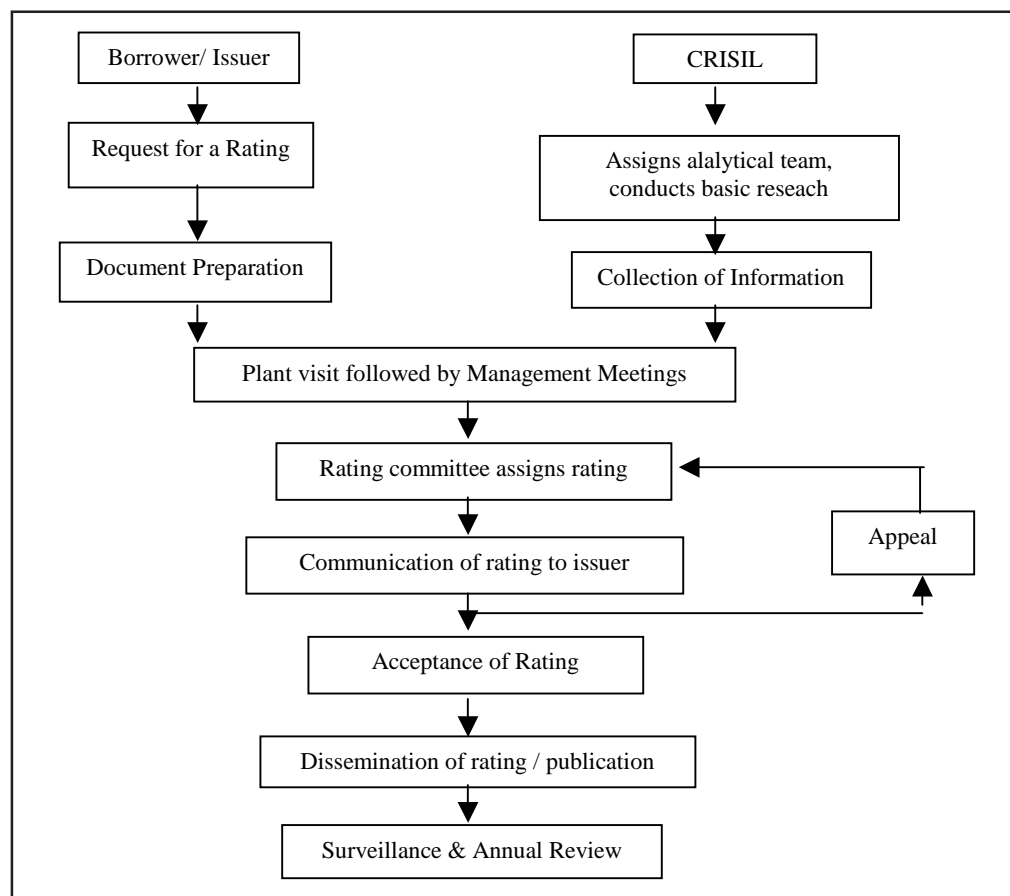 Borrower/ Issuer
CRISIL
Request for a Rating
Assigns alalytical team,
conducts basic reseach
Document Preparation
Collection of Information
Plant visit followed by Management Meetings
Rating committee assigns rating
Appeal
Communication of rating to issuer
Acceptance of Rating
Dissemination of rating / publication
Surveillance & Annual Review